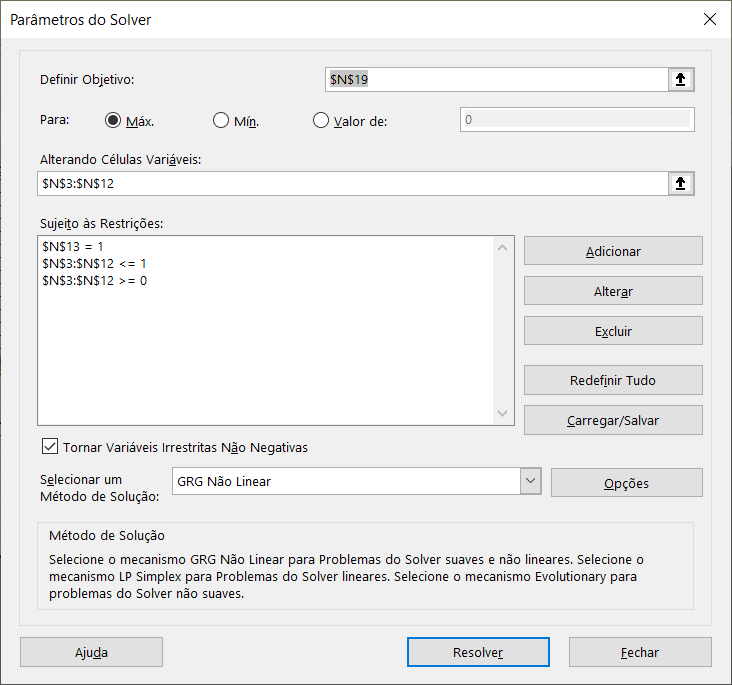 Parâmetros do Solver
Definir Objetivo:
$N$19
Para:
Máx.
Mín.
Valor de:
0
Alterando Células Variáveis:
$N$3:$N$12
Sujeito às Restrições:
$N$13 = 1
$N$3:$N$12 <= 1
$N$3:$N$12 >= 0
Adicionar
Alterar
Excluir
Redefinir Tudo
Carregar/Salvar
Tornar Variáveis Irrestritas Não Negativas
Selecionar um
Método de Solução:
GRG Não Linear
Opções
Método de Solução
Selecione o mecanismo GRG Não Linear para Problemas do Solver suaves e não lineares. Selecione o
mecanismo LP Simplex para Problemas do Solver lineares. Selecione o mecanismo Evolutionary para
problemas do Solver não suaves.
Ajuda
Resolver
Fechar